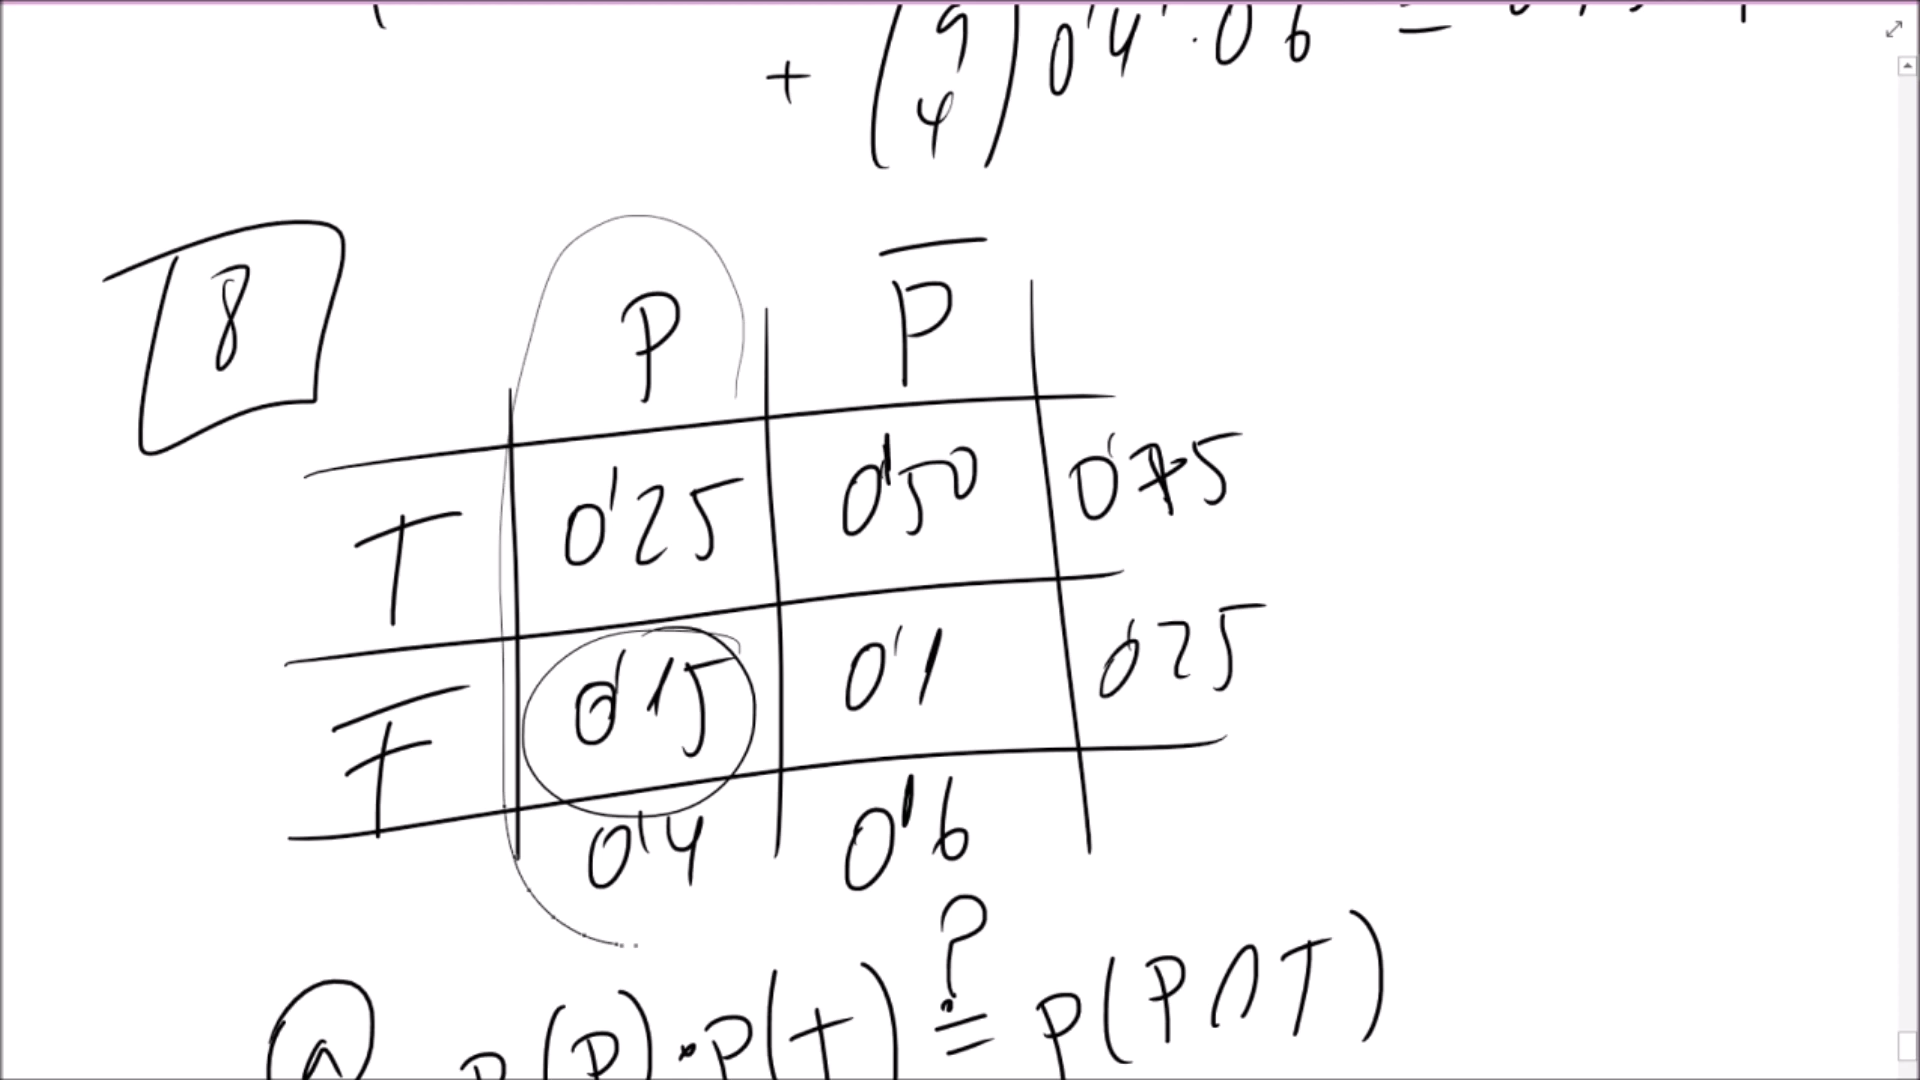 + (9 4) 0'4 · 0'6 =
8
P P̅
T 0'25 0'50 0'75
T̅ 0'15 0'1 0'25
0'4 0'6
a) P(P) · P(T) =? P(P∩T)